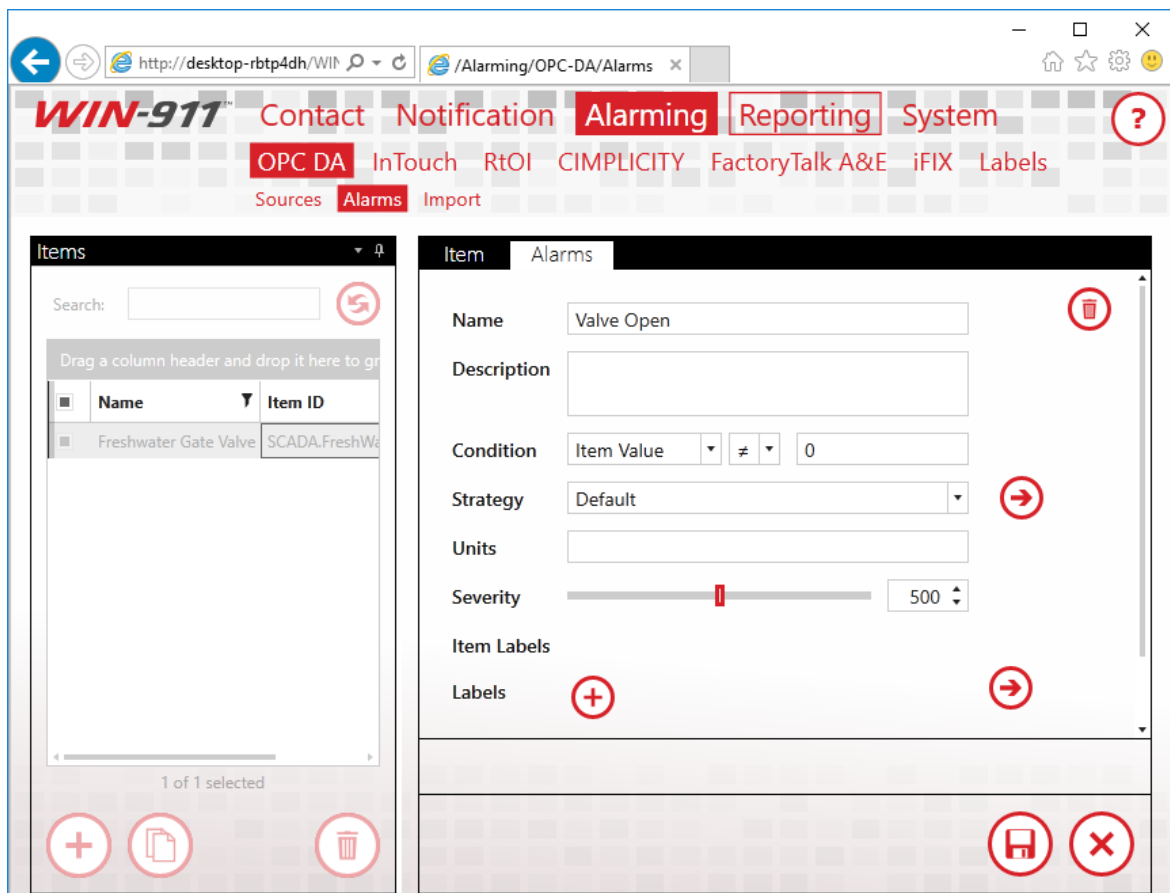 http://desktop-rbtp4dh/WIN
/Alarming/OPC-DA/Alarms
WIN-911™ Contact Notification Alarming Reporting System ?
OPC DA InTouch RtOI CIMPLICITY FactoryTalk A&E iFIX Labels
Sources Alarms Import
Items
Search:
Drag a column header and drop it here to gr
Name Item ID
Freshwater Gate Valve SCADA.FreshWa
1 of 1 selected
Item Alarms
Name Valve Open
Description
Condition Item Value ≠ 0
Strategy Default
Units
Severity 500
Item Labels
Labels